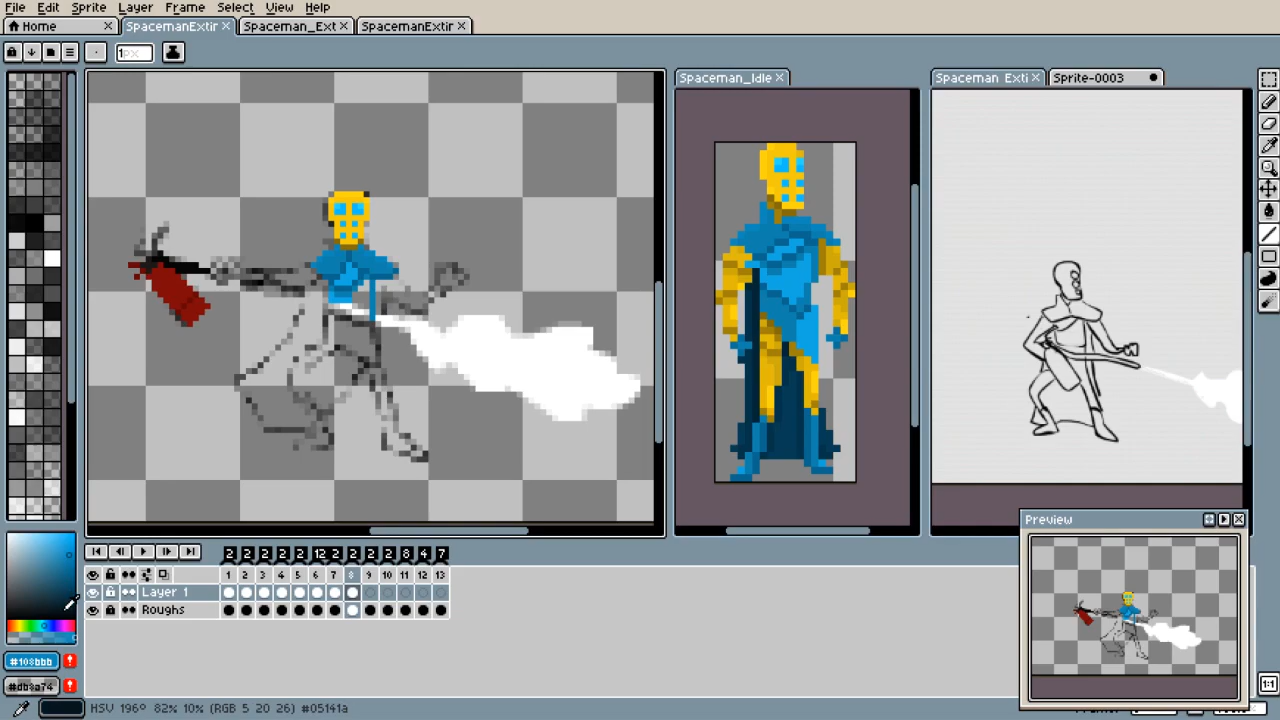 File Edit Sprite Layer Frame Select View Help
Home SpacemanExtir Spaceman_Ext SpacemanExtir
1px
Spaceman_Idle Spaceman Exti Sprite-0003
Preview
2 2 2 2 2 12 2 2 2 2 8 4 7
1 2 3 4 5 6 7 8 9 10 11 12 13
Layer 1
Roughs
#108bbb
1:1
HSV 196° 82% 10% (RGB 5 20 26) #05141a